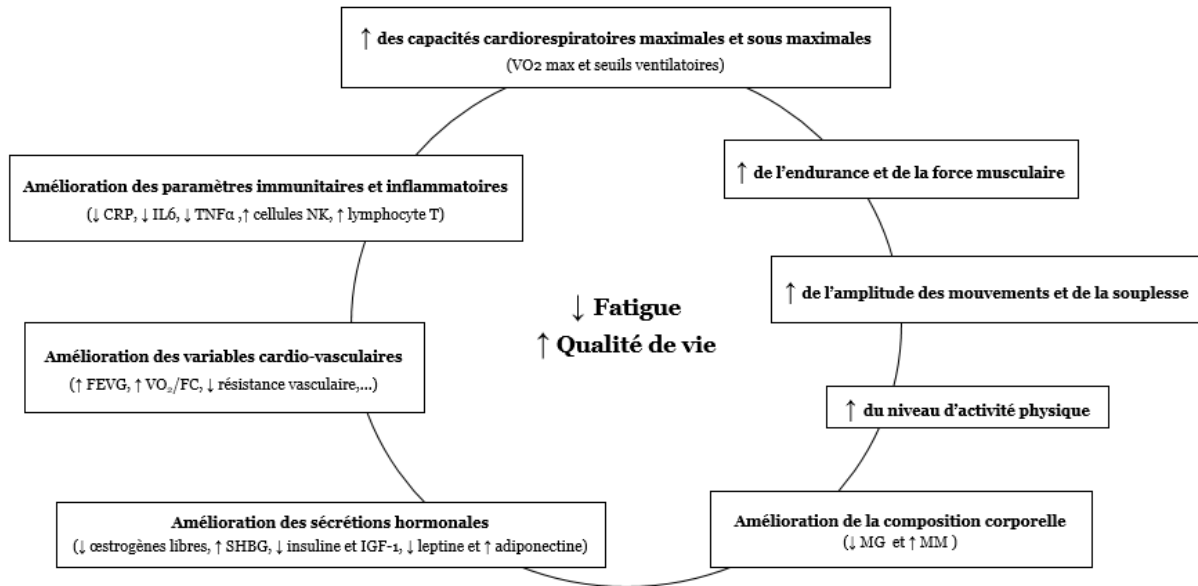 ↑ des capacités cardiorespiratoires maximales et sous maximales
(VO2 max et seuils ventilatoires)
Amélioration des paramètres immunitaires et inflammatoires
(↓ CRP, ↓ IL6, ↓ TNFα ,↑ cellules NK, ↑ lymphocyte T)
↑ de l’endurance et de la force musculaire
↑ de l’amplitude des mouvements et de la souplesse
↓ Fatigue
↑ Qualité de vie
Amélioration des variables cardio-vasculaires
(↑ FEVG, ↑ VO₂/FC, ↓ résistance vasculaire,...)
↑ du niveau d’activité physique
Amélioration des sécrétions hormonales
(↓ œstrogènes libres, ↑ SHBG, ↓ insuline et IGF-1, ↓ leptine et ↑ adiponectine)
Amélioration de la composition corporelle
(↓ MG et ↑ MM )